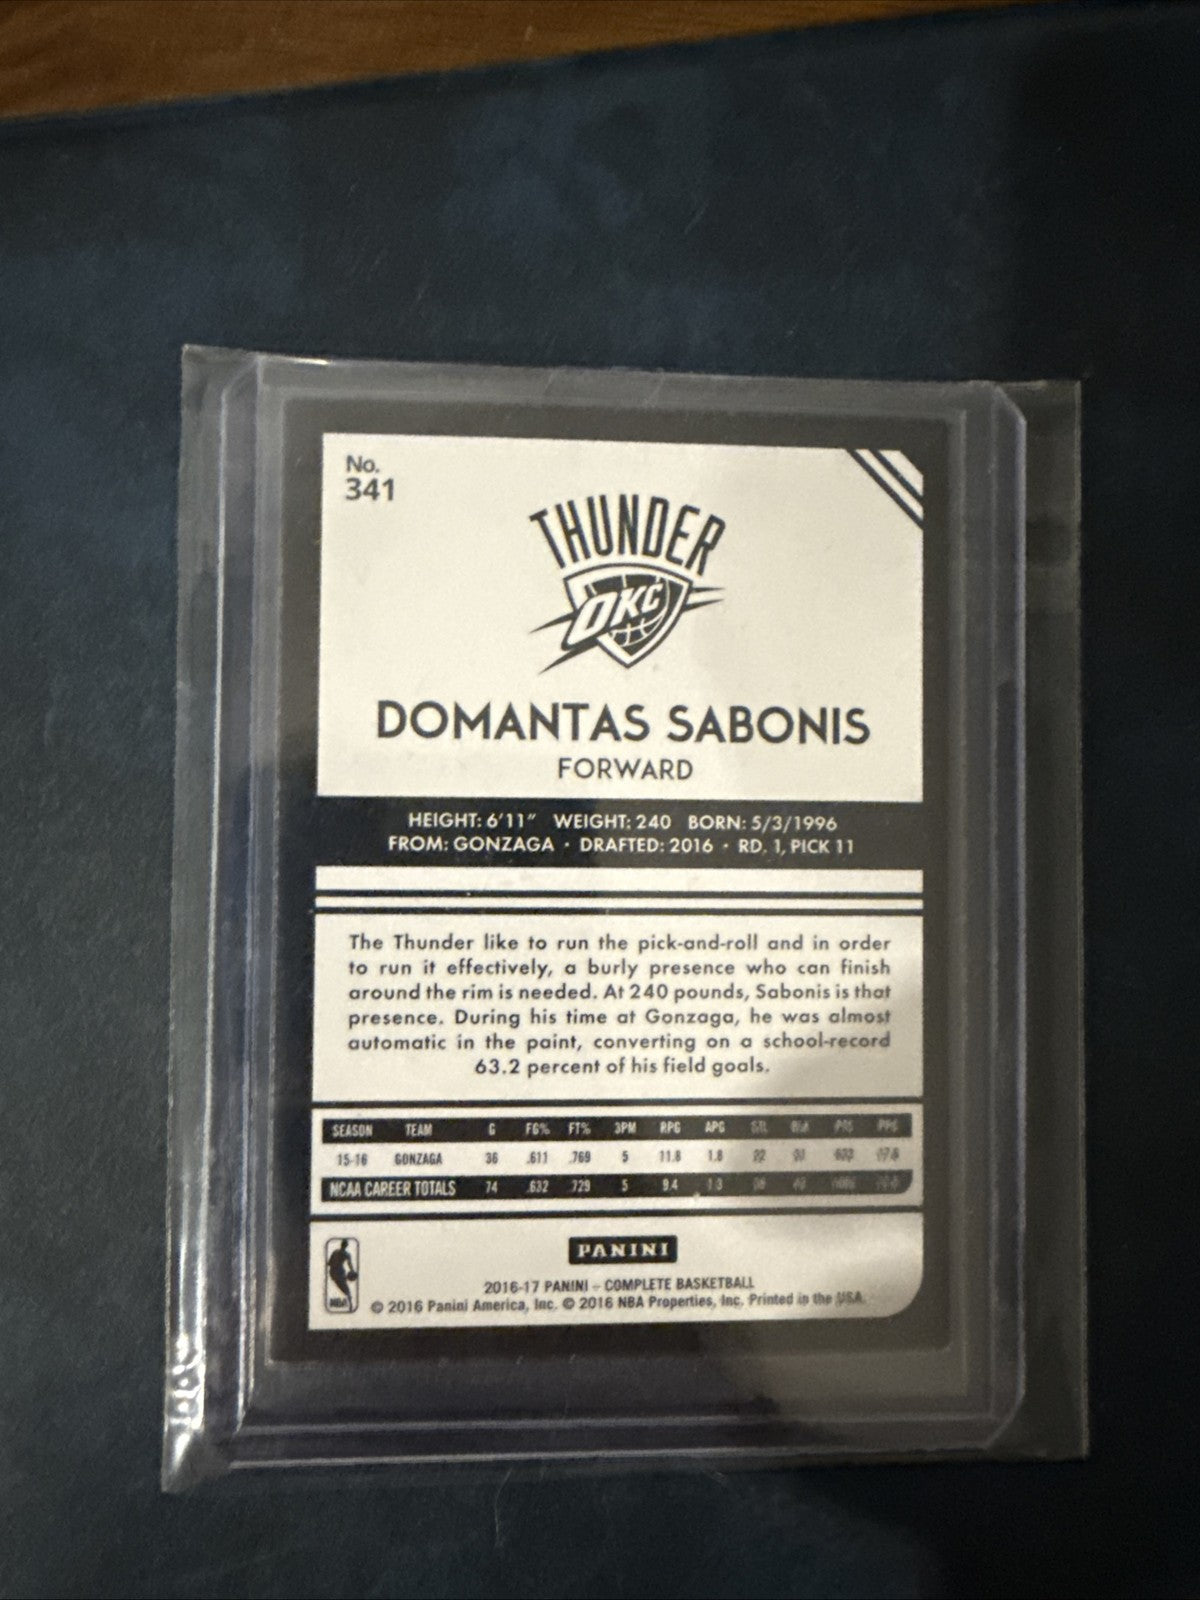 No.
341
THUNDER
OKC
DOMANTAS SABONIS
FORWARD
HEIGHT: 6'11" WEIGHT: 240 BORN: 5/3/1996
FROM: GONZAGA • DRAFTED: 2016 • RD. 1, PICK 11
The Thunder like to run the pick-and-roll and in order
to run it effectively, a burly presence who can finish
around the rim is needed. At 240 pounds, Sabonis is that
presence. During his time at Gonzaga, he was almost
automatic in the paint, converting on a school-record
63.2 percent of his field goals.
SEASON TEAM G FG% FT% 3PM RPG APG
15-16 GONZAGA 36 .611 .769 5 11.8 1.8
NCAA CAREER TOTALS 74 .632 .729 5 9.4
PANINI
NBA
2016-17 PANINI – COMPLETE BASKETBALL
© 2016 Panini America, Inc. © 2016 NBA Properties, Inc. Printed in the USA.